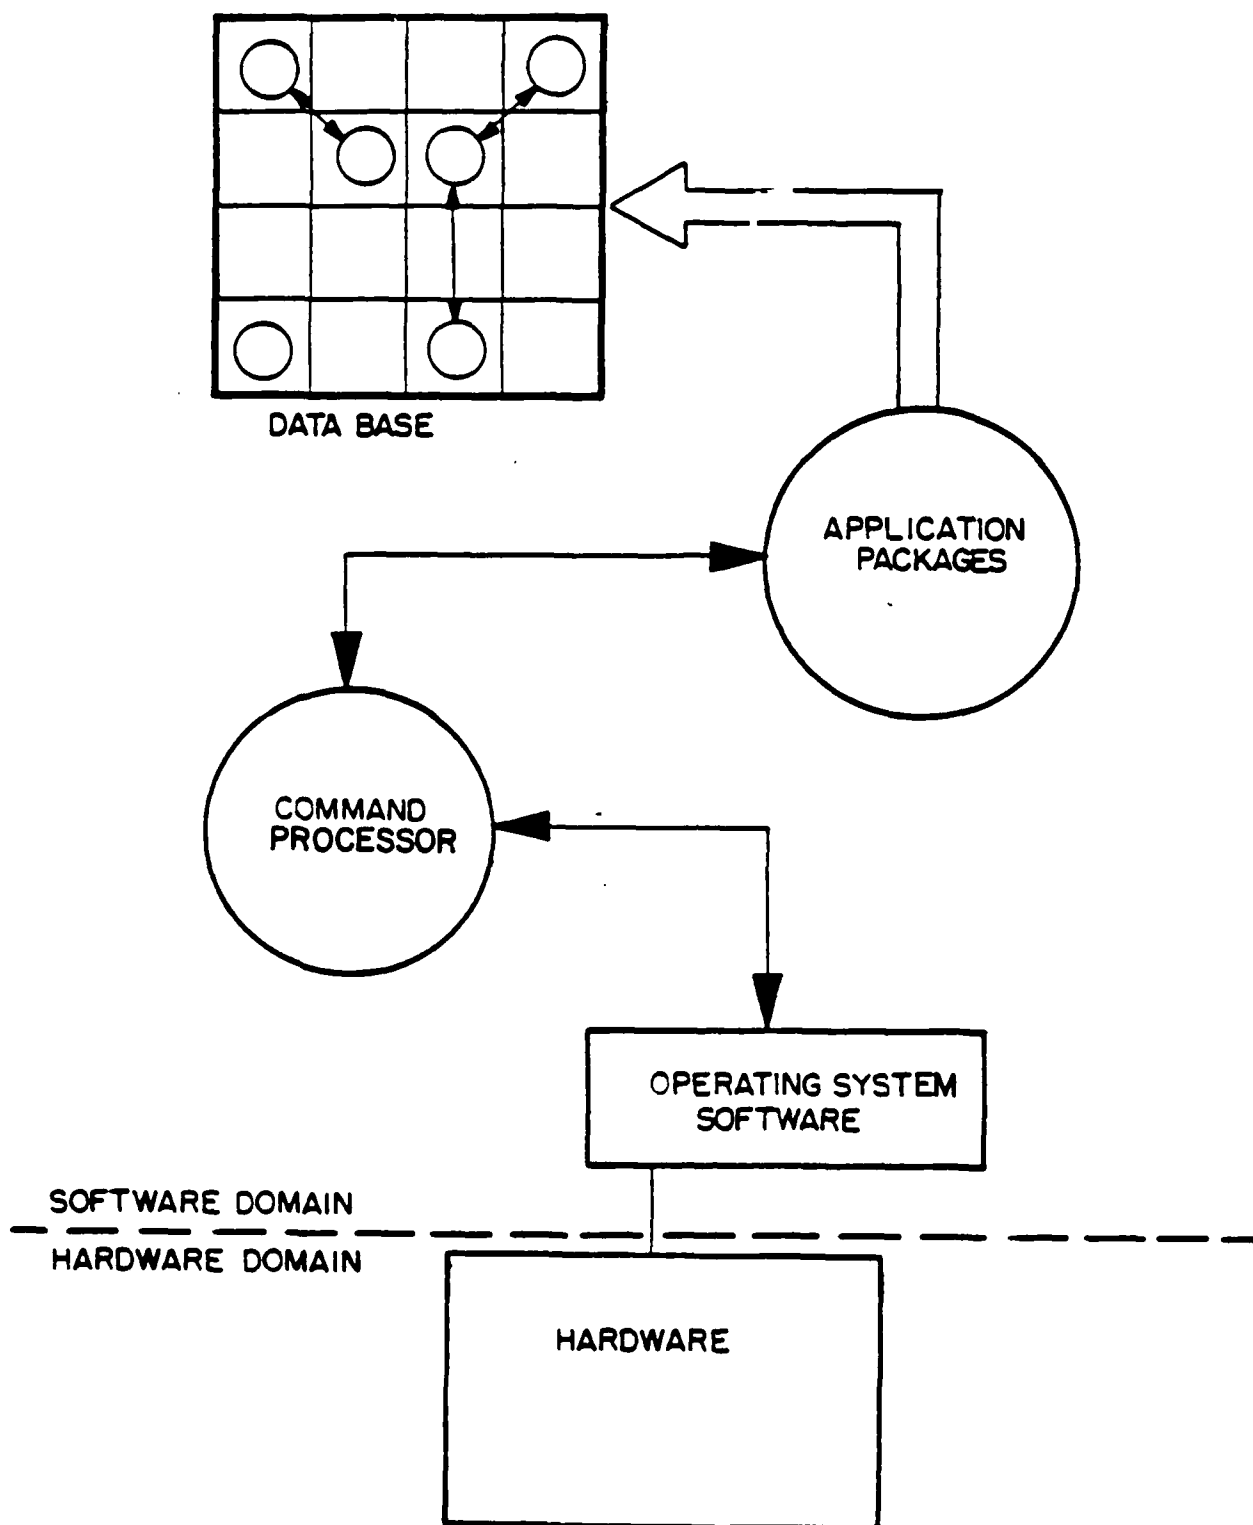 DATA BASE
APPLICATION
PACKAGES
COMMAND
PROCESSOR
OPERATING SYSTEM
SOFTWARE
SOFTWARE DOMAIN
HARDWARE DOMAIN
HARDWARE